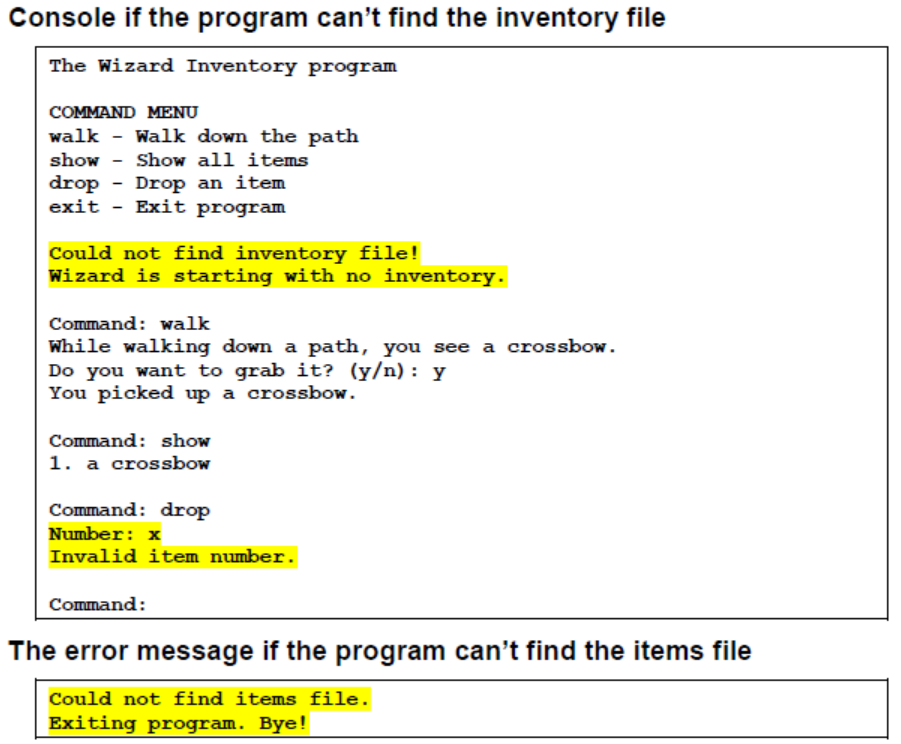 Console if the program can’t find the inventory file
The Wizard Inventory program
COMMAND MENU
walk - Walk down the path
show - Show all items
drop - Drop an item
exit - Exit program
Could not find inventory file!
Wizard is starting with no inventory.
Command: walk
While walking down a path, you see a crossbow.
Do you want to grab it? (y/n): y
You picked up a crossbow.
Command: show
1. a crossbow
Command: drop
Number: x
Invalid item number.
Command:
The error message if the program can’t find the items file
Could not find items file.
Exiting program. Bye!